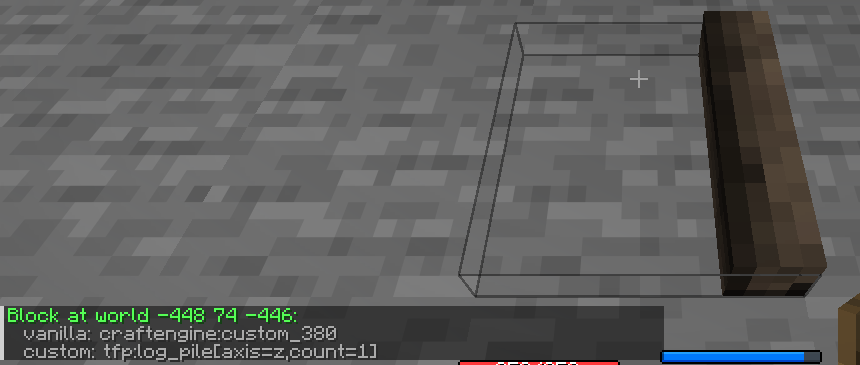 Block at world -448 74 -446:
vanilla: craftengine:custom_380
custom: tfp:log_pile[axis=z,count=1]